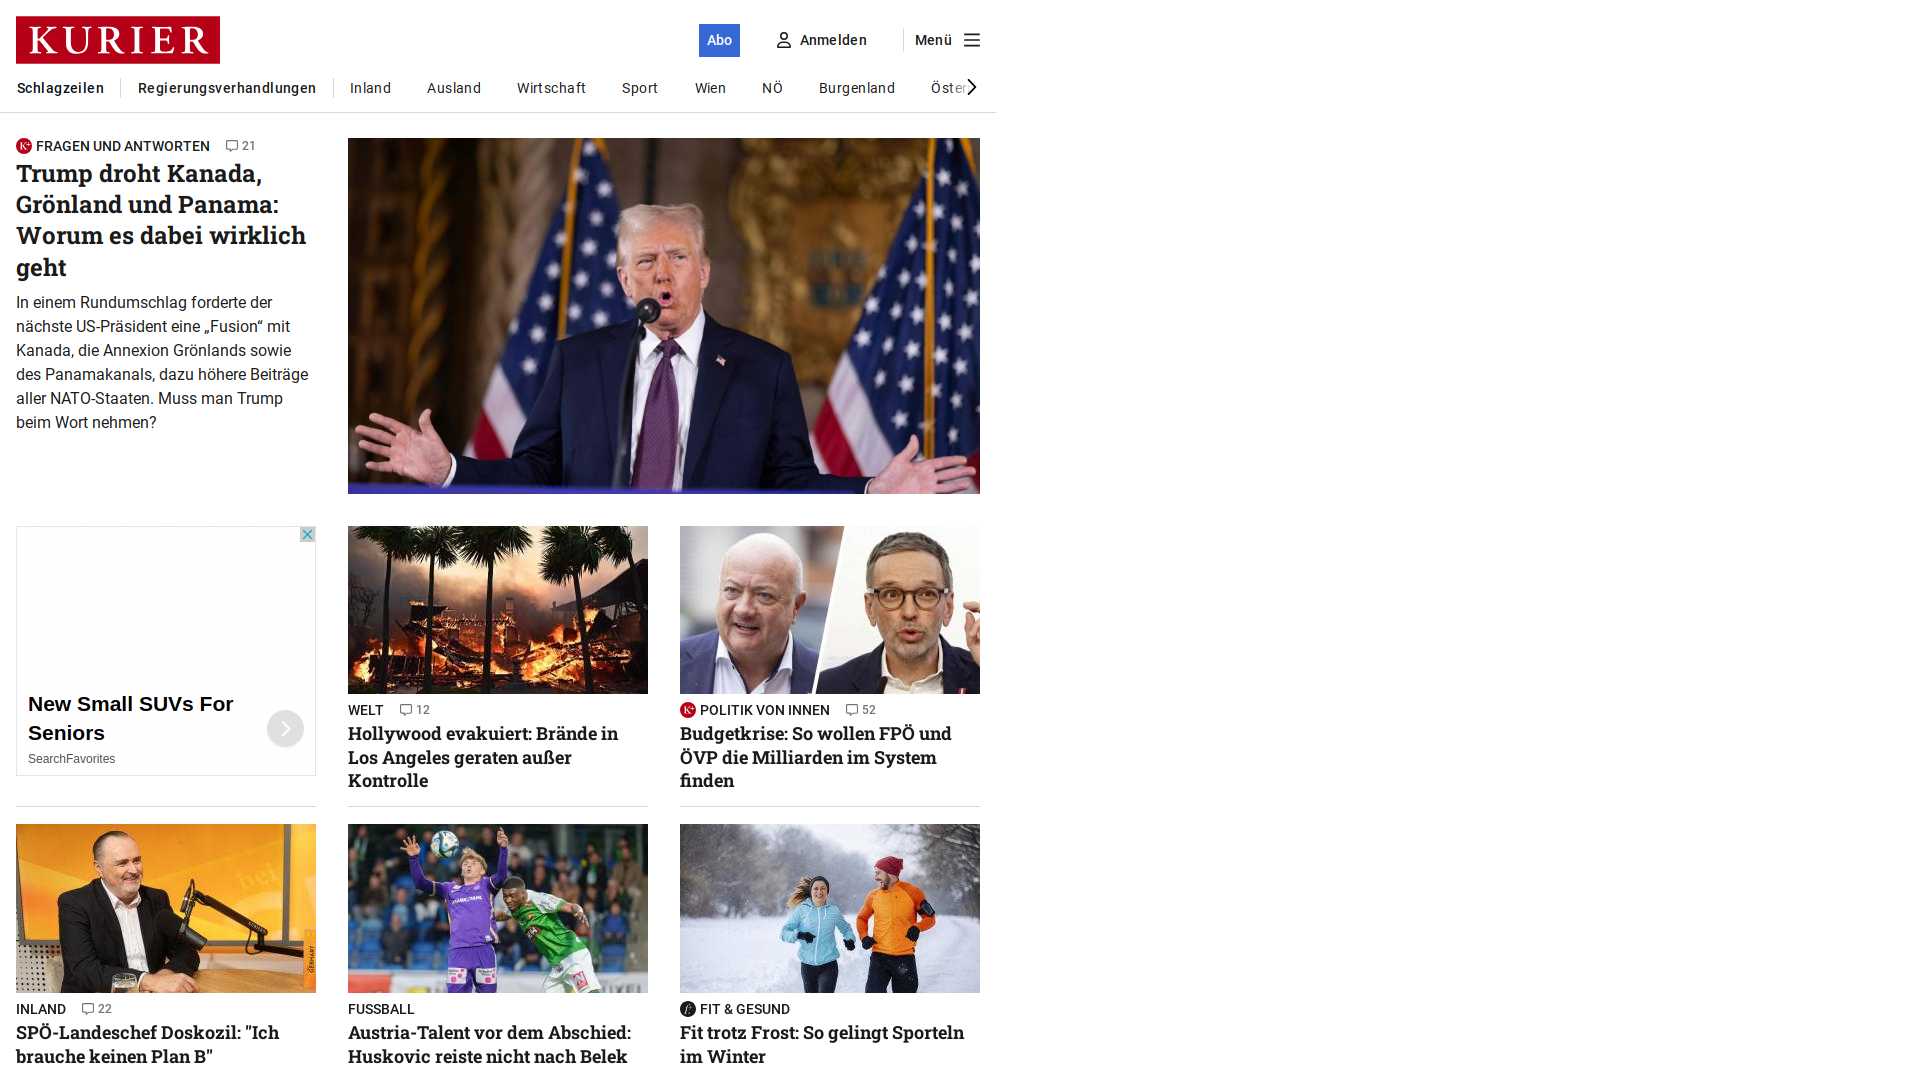 KURIER
Abo
Anmelden
Menü
Schlagzeilen
Regierungsverhandlungen
Inland
Ausland
Wirtschaft
Sport
Wien
NÖ
Burgenland
Öster
FRAGEN UND ANTWORTEN 21
Trump droht Kanada,
Grönland und Panama:
Worum es dabei wirklich
geht
In einem Rundumschlag forderte der
nächste US-Präsident eine „Fusion“ mit
Kanada, die Annexion Grönlands sowie
des Panamakanals, dazu höhere Beiträge
aller NATO-Staaten. Muss man Trump
beim Wort nehmen?
New Small SUVs For
Seniors
SearchFavorites
WELT 12
Hollywood evakuiert: Brände in
Los Angeles geraten außer
Kontrolle
POLITIK VON INNEN 52
Budgetkrise: So wollen FPÖ und
ÖVP die Milliarden im System
finden
INLAND 22
SPÖ-Landeschef Doskozil: "Ich
brauche keinen Plan B"
FUSSBALL
Austria-Talent vor dem Abschied:
Huskovic reiste nicht nach Belek
FIT & GESUND
Fit trotz Frost: So gelingt Sporteln
im Winter